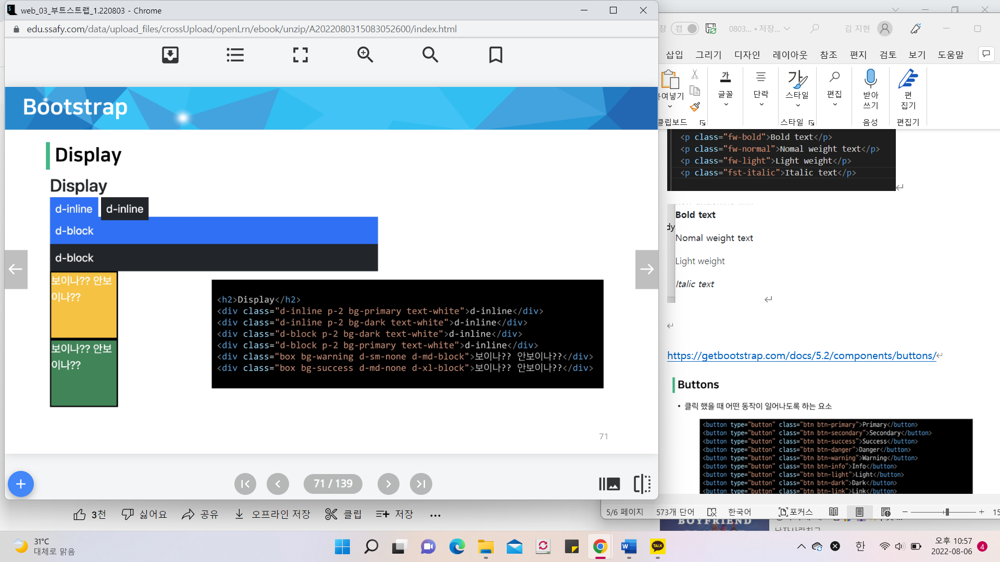 web_03_부트스트랩_1.220803 - Chrome
edu.ssafy.com/data/upload_files/crossUpload/openLrn/ebook/unzip/A2022080315083052600/index.html
Bootstrap
Display
Display
d-inline d-inline
d-block
d-block
보이나?? 안보
이나??
보이나?? 안보
이나??
<h2>Display</h2>
<div class="d-inline p-2 bg-primary text-white">d-inline</div>
<div class="d-inline p-2 bg-dark text-white">d-inline</div>
<div class="d-block p-2 bg-dark text-white">d-inline</div>
<div class="d-block p-2 bg-primary text-white">d-inline</div>
<div class="box bg-warning d-sm-none d-md-block">보이나?? 안보이나??</div>
<div class="box bg-success d-md-none d-xl-block">보이나?? 안보이나??</div>
71
71 / 139
3천 싫어요 공유 오프라인 저장 클립 저장 ...
장 켬 0803... • 저장... 김 지현
삽입 그리기 디자인 레이아웃 참조 편지 검토 보기 도움말
붙여넣기 글꼴 단락 스타일 편집 받아쓰기 편집기
클립보드 스타일 음성 편집기
<p class="fw-bold">Bold text</p>
<p class="fw-normal">Nomal weight text</p>
<p class="fw-light">Light weight</p>
<p class="fst-italic">Italic text</p>
Bold text
dy
Nomal weight text
Light weight
Italic text
https://getbootstrap.com/docs/5.2/components/buttons/
Buttons
• 클릭 했을 때 어떤 동작이 일어나도록 하는 요소
<button type="button" class="btn btn-primary">Primary</button>
<button type="button" class="btn btn-secondary">Secondary</button>
<button type="button" class="btn btn-success">Success</button>
<button type="button" class="btn btn-danger">Danger</button>
<button type="button" class="btn btn-warning">Warning</button>
<button type="button" class="btn btn-info">Info</button>
<button type="button" class="btn btn-light">Light</button>
<button type="button" class="btn btn-dark">Dark</button>
<button type="button" class="btn btn-link">Link</button>
5/6 페이지 573개 단어 한국어 포커스 15
BOYFRIEND
남자사람친구
31°C
대체로 맑음
TALK
한
오후 10:57
2022-08-06
4